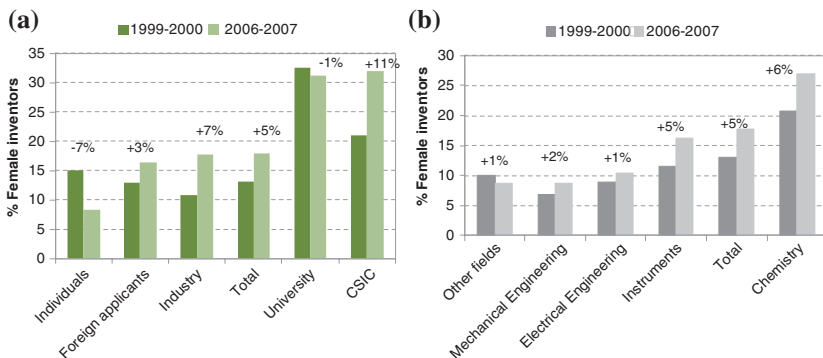 (a)
1999-2000 2006-2007
% Female inventors
35
30
25
20
15
10
5
0
-7%
+3%
+7%
+5%
-1%
+11%
Individuals
Foreign applicants
Industry
Total
University
CSIC
(b)
1999-2000 2006-2007
% Female inventors
30
25
20
15
10
5
0
+1%
+2%
+1%
+5%
+5%
+6%
Other fields
Mechanical Engineering
Electrical Engineering
Instruments
Total
Chemistry